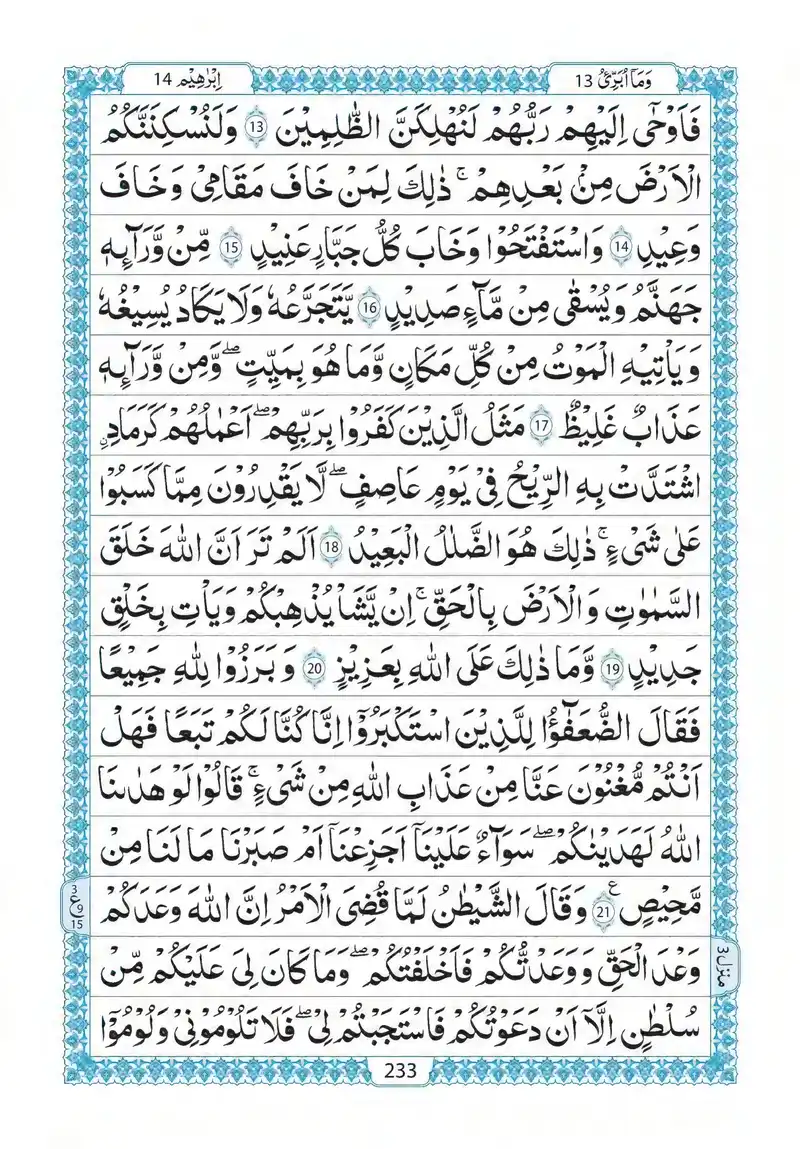 وَمَاۤ اُبَرِّئُ 13
اِبْرٰهِیْم 14
فَاَوْحٰۤی اِلَیْهِمْ رَبُّهُمْ لَنُهْلِكَنَّ الظّٰلِمِیْنَ 13 وَلَنُسْكِنَنَّكُمُ
الْاَرْضَ مِنْۢ بَعْدِهِمْ ؕ ذٰلِكَ لِمَنْ خَافَ مَقَامِیْ وَخَافَ
وَعِیْدِ 14 وَاسْتَفْتَحُوْا وَخَابَ كُلُّ جَبَّارٍ عَنِیْدٍ 15 مِّنْ وَّرَآىِٕهٖ
جَهَنَّمُ وَیُسْقٰی مِنْ مَّآءٍ صَدِیْدٍ 16 یَّتَجَرَّعُهٗ وَلَا یَكَادُ یُسِیْغُهٗ
وَیَاْتِیْهِ الْمَوْتُ مِنْ كُلِّ مَكَانٍ وَّمَا هُوَ بِمَیِّتٍ ۖ وَّمِنْ وَّرَآىِٕهٖ
عَذَابٌ غَلِیْظٌ 17 مَثَلُ الَّذِیْنَ كَفَرُوْا بِرَبِّهِمْ ۖ اَعْمٰلُهُمْ كَرَمَادِ ۨ
اشْتَدَّتْ بِهِ الرِّیْحُ فِیْ یَوْمٍ عَاصِفٍ ۖ لَّا یَقْدِرُوْنَ مِمَّا كَسَبُوْا
عَلٰی شَیْءٍ ۚ ذٰلِكَ هُوَ الضَّلٰلُ الْبَعِیْدُ 18 اَلَمْ تَرَ اَنَّ اللّٰهَ خَلَقَ
السَّمٰوٰتِ وَالْاَرْضَ بِالْحَقِّ ۚ اِنْ یَّشَاْ یُذْهِبْكُمْ وَیَاْتِ بِخَلْقٍ
جَدِیْدٍ 19 وَّمَا ذٰلِكَ عَلَی اللّٰهِ بِعَزِیْزٍ 20 وَبَرَزُوْا لِلّٰهِ جَمِیْعًا
فَقَالَ الضُّعَفٰٓؤُا لِلَّذِیْنَ اسْتَكْبَرُوْۤا اِنَّا كُنَّا لَكُمْ تَبَعًا فَهَلْ
اَنْتُمْ مُّغْنُوْنَ عَنَّا مِنْ عَذَابِ اللّٰهِ مِنْ شَیْءٍ ۚ قَالُوْا لَوْ هَدٰىنَا
اللّٰهُ لَهَدَیْنٰكُمْ ۖ سَوَآءٌ عَلَیْنَاۤ اَجَزِعْنَاۤ اَمْ صَبَرْنَا مَا لَنَا مِنْ
مَّحِیْصٍ 21 ع وَقَالَ الشَّیْطٰنُ لَمَّا قُضِیَ الْاَمْرُ اِنَّ اللّٰهَ وَعَدَكُمْ
وَعْدَ الْحَقِّ وَوَعَدْتُّكُمْ فَاَخْلَفْتُكُمْ ۖ وَمَا كَانَ لِیَ عَلَیْكُمْ مِّنْ
سُلْطٰنٍ اِلَّاۤ اَنْ دَعَوْتُكُمْ فَاسْتَجَبْتُمْ لِیْ ۖ فَلَا تَلُوْمُوْنِیْ وَلُوْمُوْۤا
3
ع 9
15
منزل 3
233